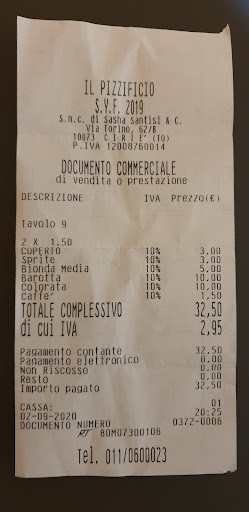 IL PIZZIFICIO
S.Y.F. 2019
S.n.c. di Sasha Santisi & C.
Via Torino, 62/B
10073 CIRIE' (TO)
P.IVA 12008760014
DOCUMENTO COMMERCIALE
di vendita o prestazione
DESCRIZIONE IVA Prezzo(€)
Tavolo 9
2 X 1,50
COPERTO 10% 3,00
Sprite 10% 3,00
Bionda Media 10% 5,00
Barotta 10% 10,00
Colorata 10% 10,00
Caffe' 10% 1,50
TOTALE COMPLESSIVO 32,50
di cui IVA 2,95
Pagamento contante 32,50
Pagamento elettronico 0,00
Non Riscosso 0,00
Resto 0,00
Importo pagato 32,50
CASSA: 01
02-09-2020 20:25
DOCUMENTO NUMERO 0372-0006
RT 80M07300106
Tel. 011/0600023